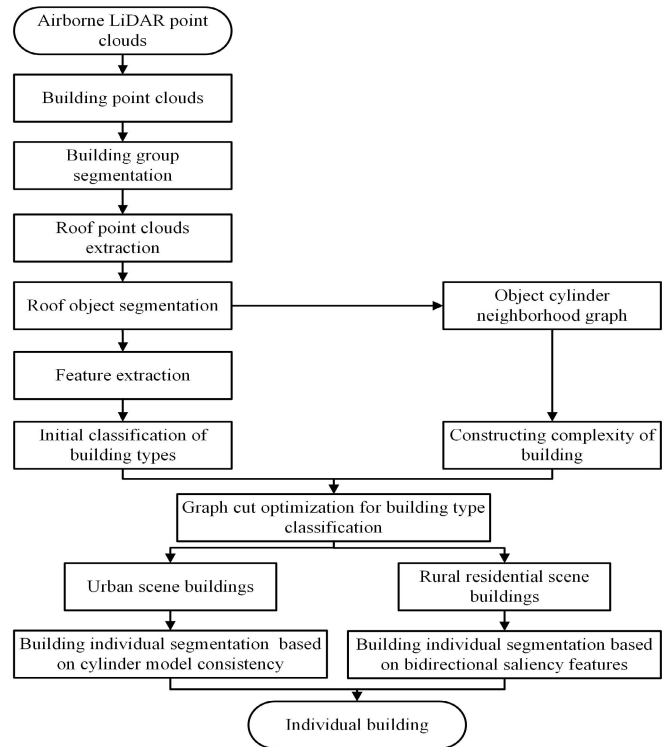 Airborne LiDAR point
clouds
Building point clouds
Building group
segmentation
Roof point clouds
extraction
Roof object segmentation
Object cylinder
neighborhood graph
Feature extraction
Initial classification of
building types
Constructing complexity of
building
Graph cut optimization for building type
classification
Urban scene buildings
Rural residential scene
buildings
Building individual segmentation based
on cylinder model consistency
Building individual segmentation based
on bidirectional saliency features
Individual building